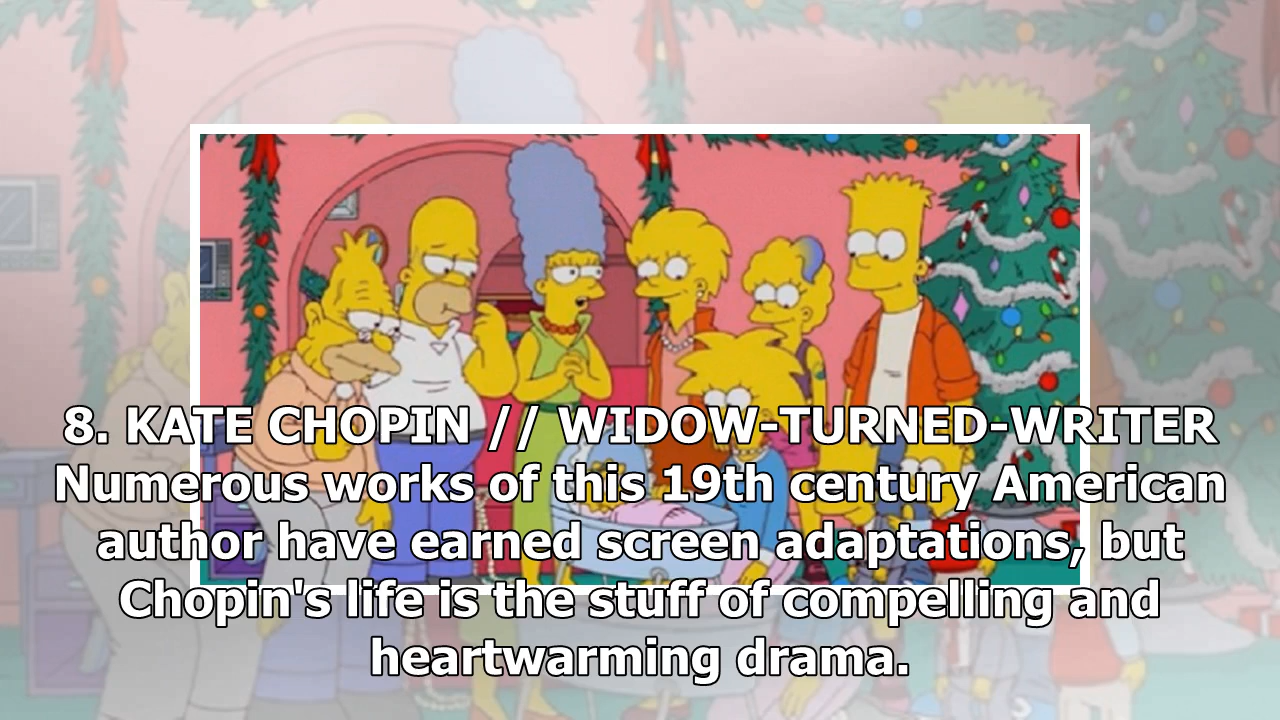 8. KATE CHOPIN // WIDOW-TURNED-WRITER
Numerous works of this 19th century American
author have earned screen adaptations, but
Chopin's life is the stuff of compelling and
heartwarming drama.